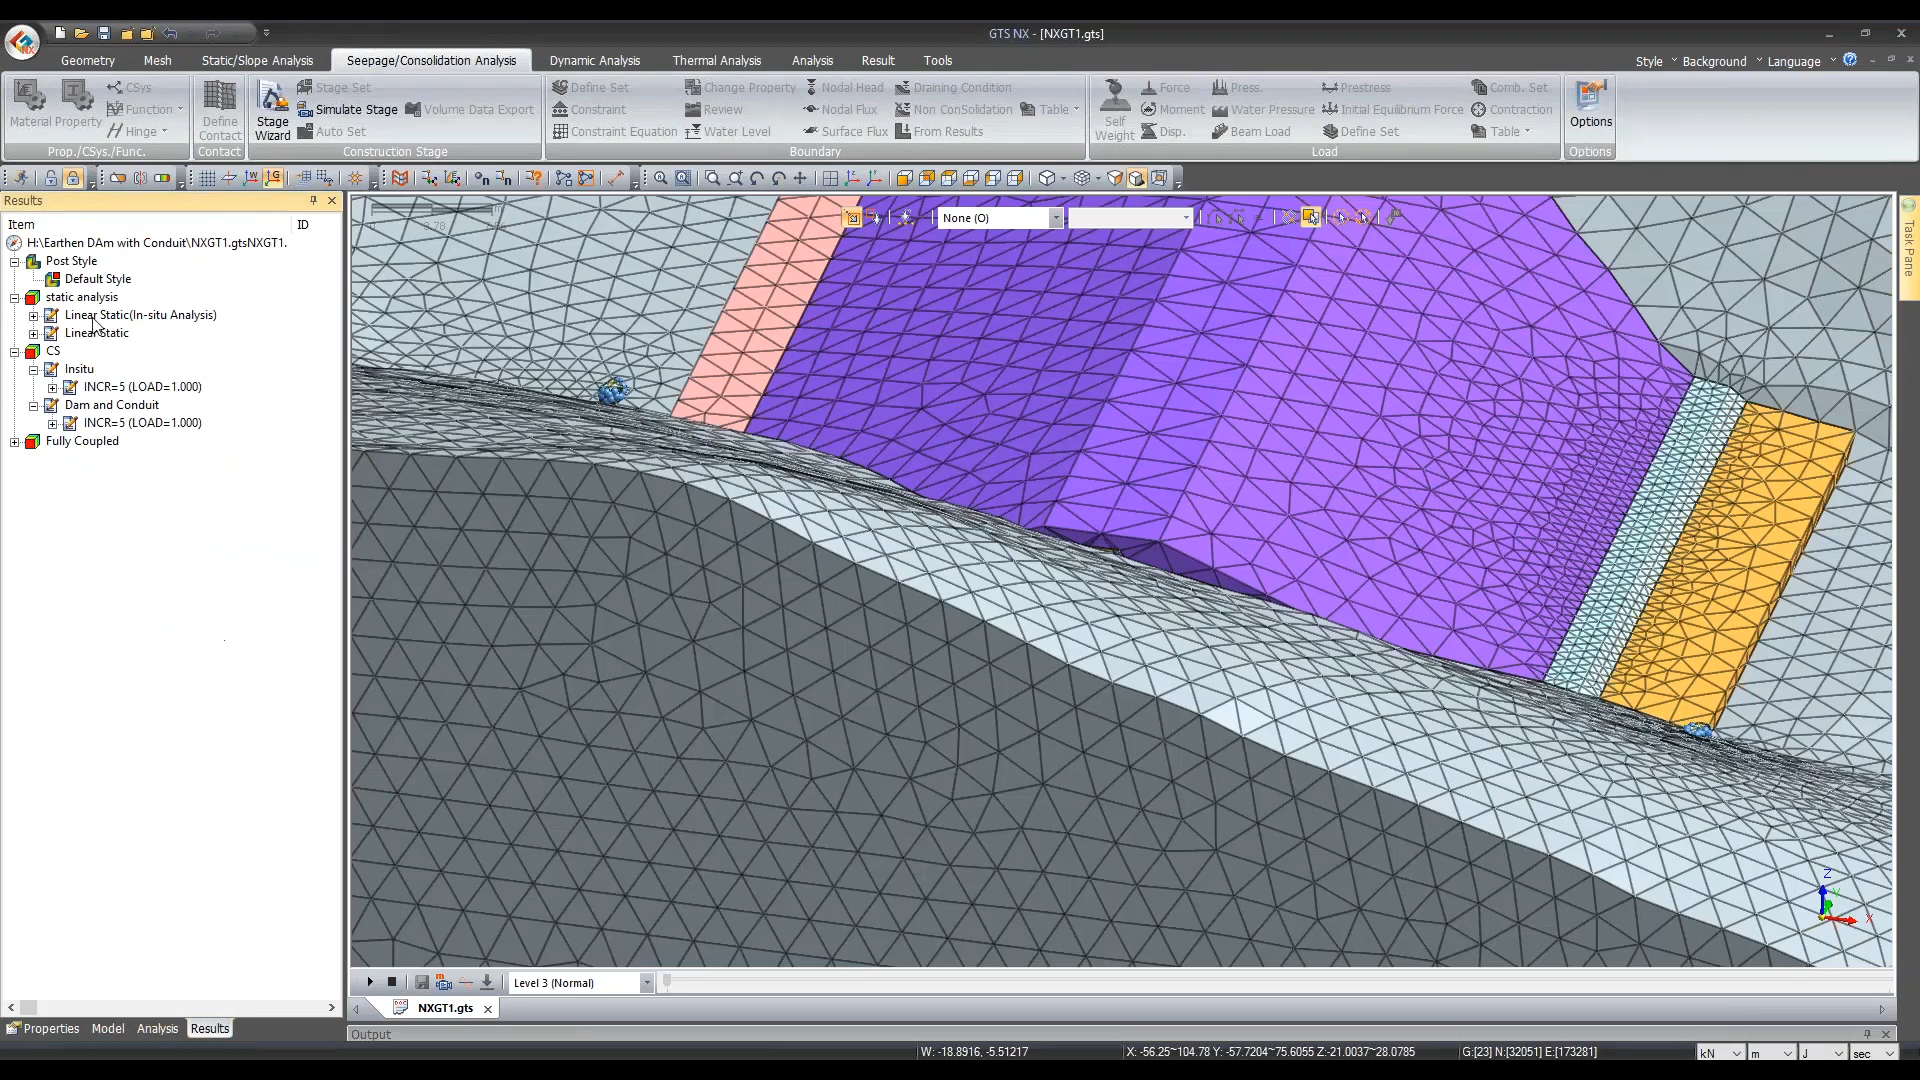 GTS NX - [NXGT1.gts]
Geometry Mesh Static/Slope Analysis Seepage/Consolidation Analysis Dynamic Analysis Thermal Analysis Analysis Result Tools Style Background Language
Material Property CSys Function Hinge
Prop./CSys./Func.
Define Contact
Contact
Stage Wizard Stage Set Simulate Stage Auto Set Volume Data Export
Construction Stage
Define Set Change Property Nodal Head Draining Condition
Constraint Review Nodal Flux Non ConSolidation Table
Constraint Equation Water Level Surface Flux From Results
Boundary
Self Weight Force Press. Prestress Comb. Set
Moment Water Pressure Initial Equilibrium Force Contraction
Disp. Beam Load Define Set Table
Load
Options
Options
Results
Item ID
H:\Earthen DAm with Conduit\NXGT1.gtsNXGT1.
Post Style
Default Style
static analysis
Linear Static(In-situ Analysis)
Linear Static
CS
Insitu
INCR=5 (LOAD=1.000)
Dam and Conduit
INCR=5 (LOAD=1.000)
Fully Coupled
None (O)
Task Pane
Z
Y
X
Level 3 (Normal)
NXGT1.gts
Properties Model Analysis Results
Output
W: -18.8916, -5.51217 X: -56.25~104.78 Y: -57.7204~75.6055 Z:-21.0037~28.0785 G:[23] N:[32051] E:[173281] kN m J sec